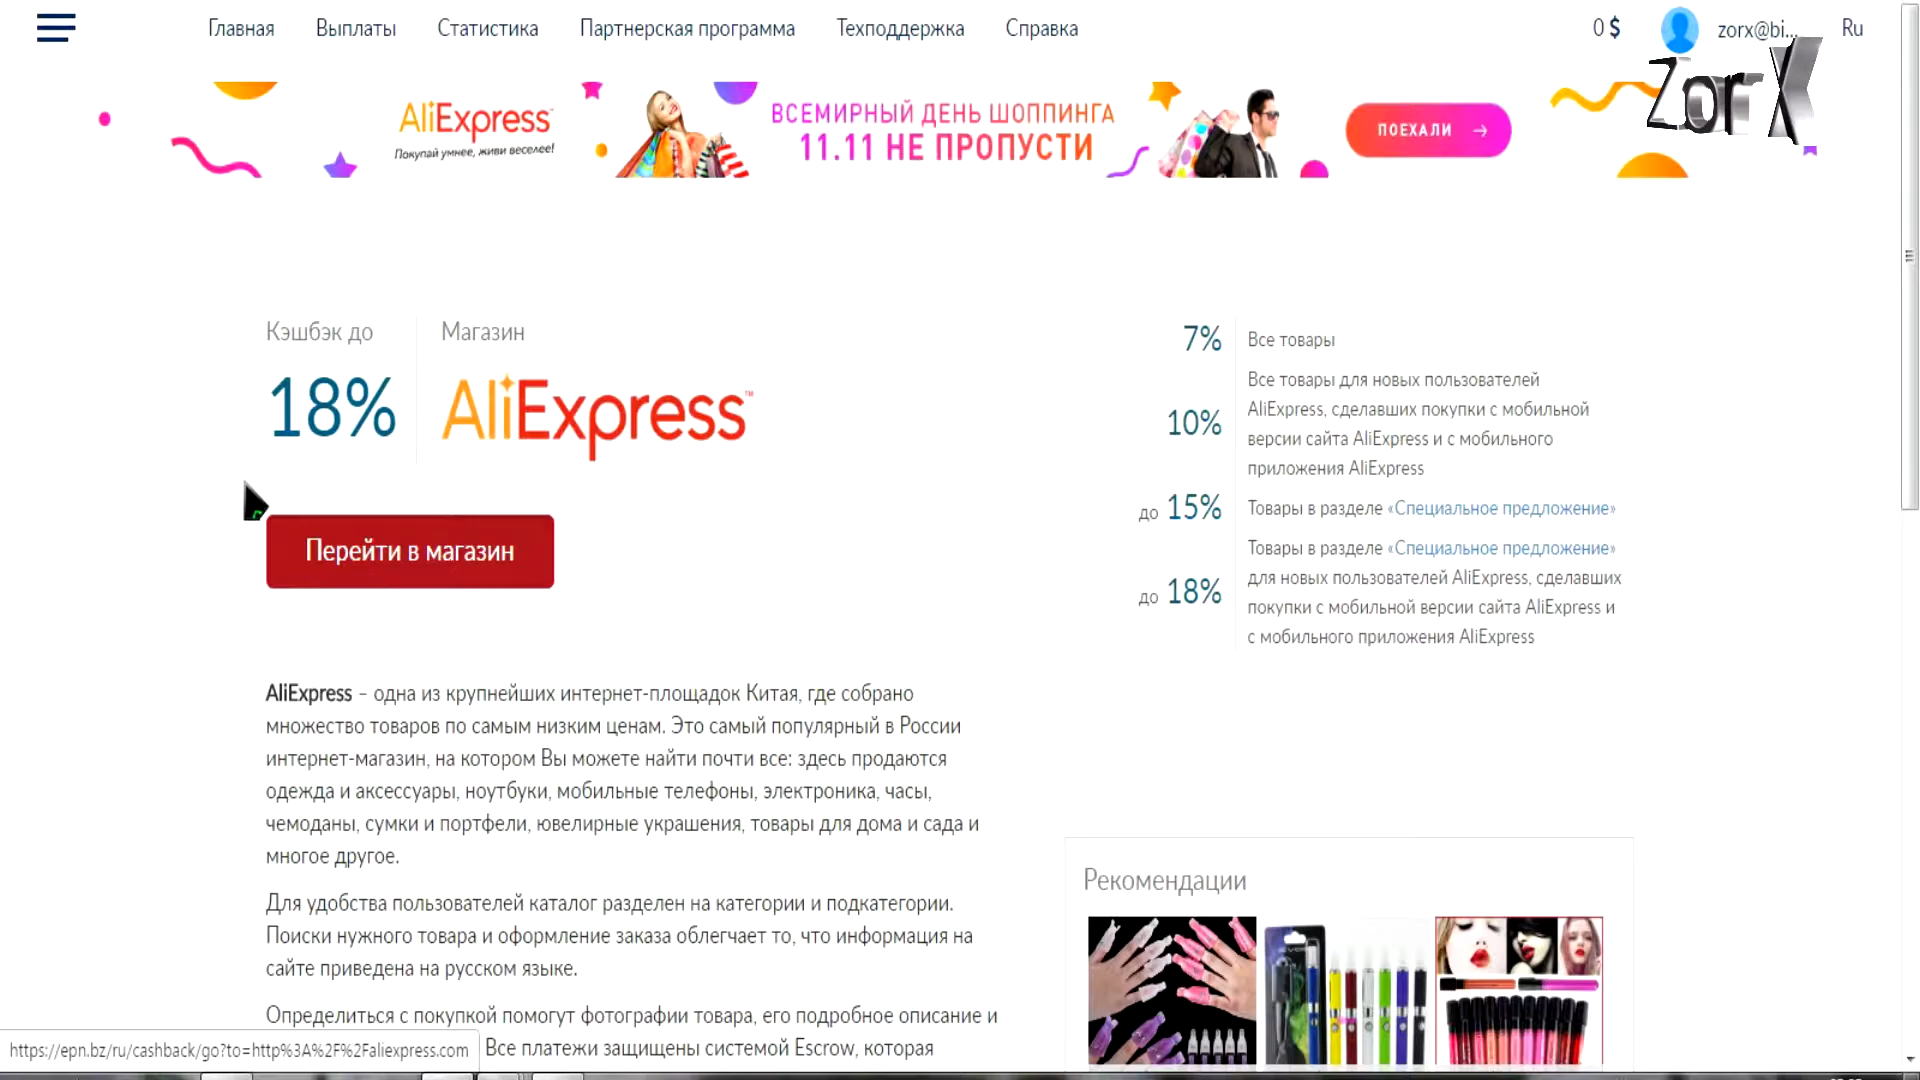 Главная Выплаты Статистика Партнерская программа Техподдержка Справка 0 $ zorx@bi... Ru
ZorX
AliExpress
Покупай умнее, живи веселее!
ВСЕМИРНЫЙ ДЕНЬ ШОППИНГА
11.11 НЕ ПРОПУСТИ
ПОЕХАЛИ →
Кэшбэк до
18%
Магазин
AliExpress™
Перейти в магазин
7% Все товары
10% Все товары для новых пользователей
AliExpress, сделавших покупки с мобильной
версии сайта AliExpress и с мобильного
приложения AliExpress
до 15% Товары в разделе «Специальное предложение»
до 18% Товары в разделе «Специальное предложение»
для новых пользователей AliExpress, сделавших
покупки с мобильной версии сайта AliExpress и
с мобильного приложения AliExpress
AliExpress – одна из крупнейших интернет-площадок Китая, где собрано
множество товаров по самым низким ценам. Это самый популярный в России
интернет-магазин, на котором Вы можете найти почти все: здесь продаются
одежда и аксессуары, ноутбуки, мобильные телефоны, электроника, часы,
чемоданы, сумки и портфели, ювелирные украшения, товары для дома и сада и
многое другое.
Для удобства пользователей каталог разделен на категории и подкатегории.
Поиски нужного товара и оформление заказа облегчает то, что информация на
сайте приведена на русском языке.
Определиться с покупкой помогут фотографии товара, его подробное описание и
Все платежи защищены системой Escrow, которая
Рекомендации
https://epn.bz/ru/cashback/go?to=http%3A%2F%2Faliexpress.com